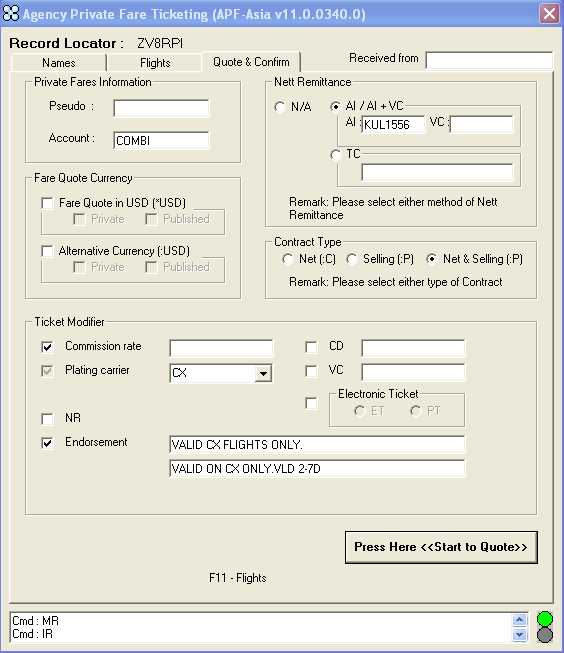 Agency Private Fare Ticketing (APF-Asia v11.0.0340.0)
Record Locator : ZV8RPI
Names Flights Quote & Confirm Received from
Private Fares Information
Pseudo :
Account : COMBI
Nett Remittance
N/A AI / AI + VC
AI : KUL1556 VC :
TC
Remark: Please select either method of Nett
Remittance
Fare Quote Currency
Fare Quote in USD (*USD)
Private Published
Alternative Currency (:USD)
Private Published
Contract Type
Net (:C) Selling (:P) Net & Selling (:P)
Remark: Please select either type of Contract
Ticket Modifier
Commission rate CD
Plating carrier CX VC
Electronic Ticket
ET PT
NR
Endorsement VALID CX FLIGHTS ONLY.
VALID ON CX ONLY.VLD 2-7D
Press Here <<Start to Quote>>
F11 - Flights
Cmd : MR
Cmd : IR